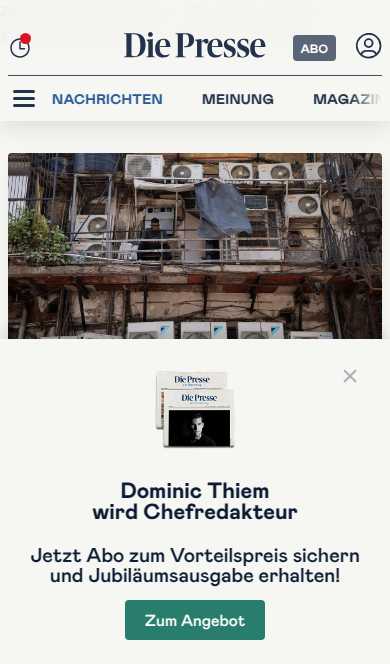 Die Presse
ABO
NACHRICHTEN
MEINUNG
MAGAZIN
Die Presse
Die Presse
Dominic Thiem
wird Chefredakteur
Jetzt Abo zum Vorteilspreis sichern
und Jubiläumsausgabe erhalten!
Zum Angebot